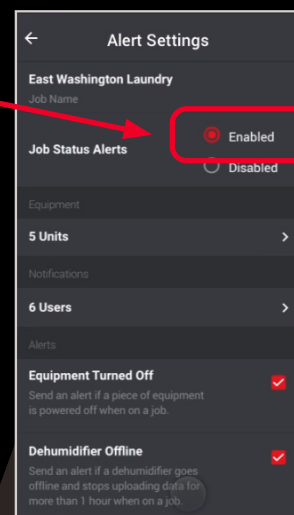 Alert Settings
East Washington Laundry
Job Name
Enabled
Job Status Alerts
Disabled
Equipment
5 Units
Notifications
6 Users
Alerts
Equipment Turned Off
Send an alert if a piece of equipment
is powered off when on a job.
Dehumidifier Offline
Send an alert if a dehumidifier goes
offline and stops uploading data for
more than 1 hour when on a job.